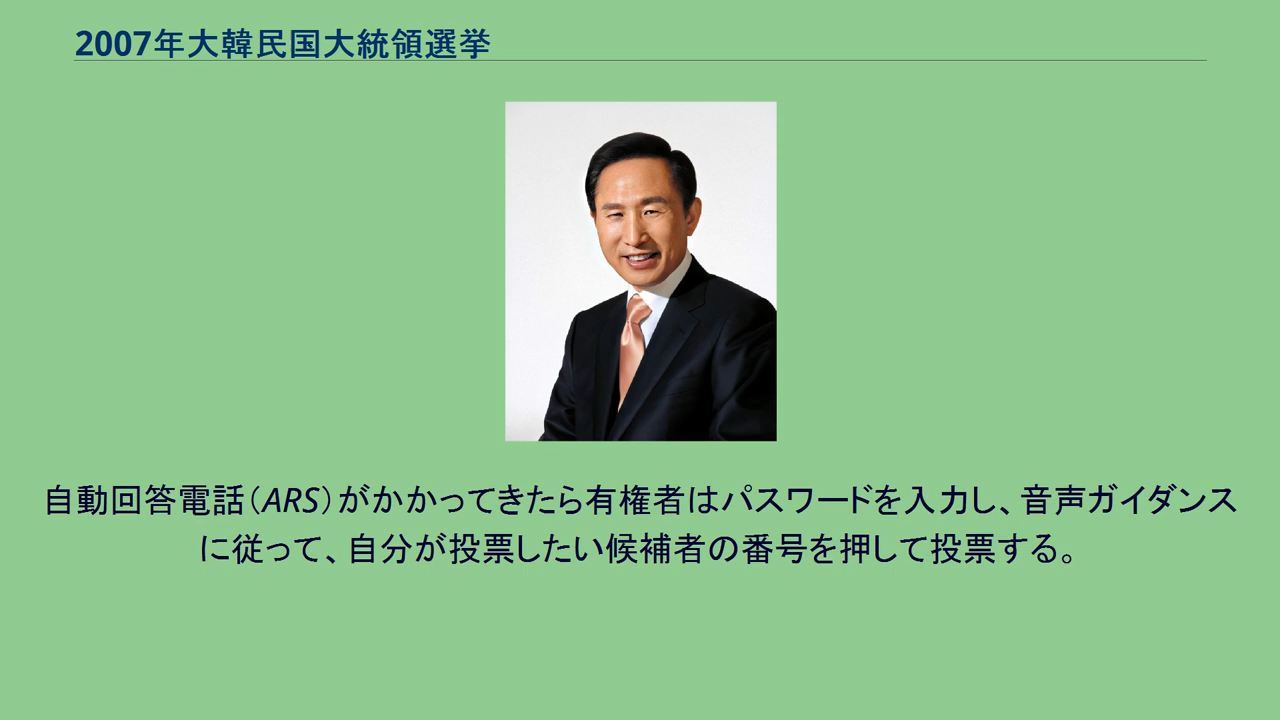 2007年大韓民国大統領選挙
自動回答電話(ARS)がかかってきたら有権者はパスワードを入力し、音声ガイダンス
に従って、自分が投票したい候補者の番号を押して投票する。